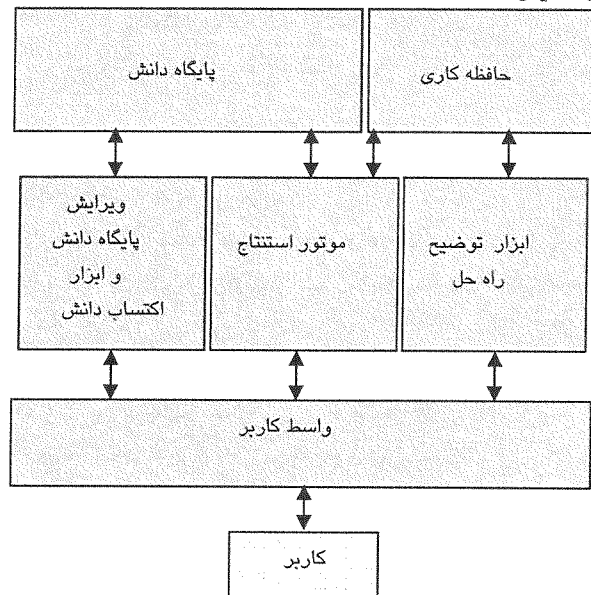 حافظه کاری
پایگاه دانش
ابزار توضیح
راه حل
موتور استنتاج
ویرایش
پایگاه دانش
و ابزار
اکتساب دانش
واسط کاربر
کاربر